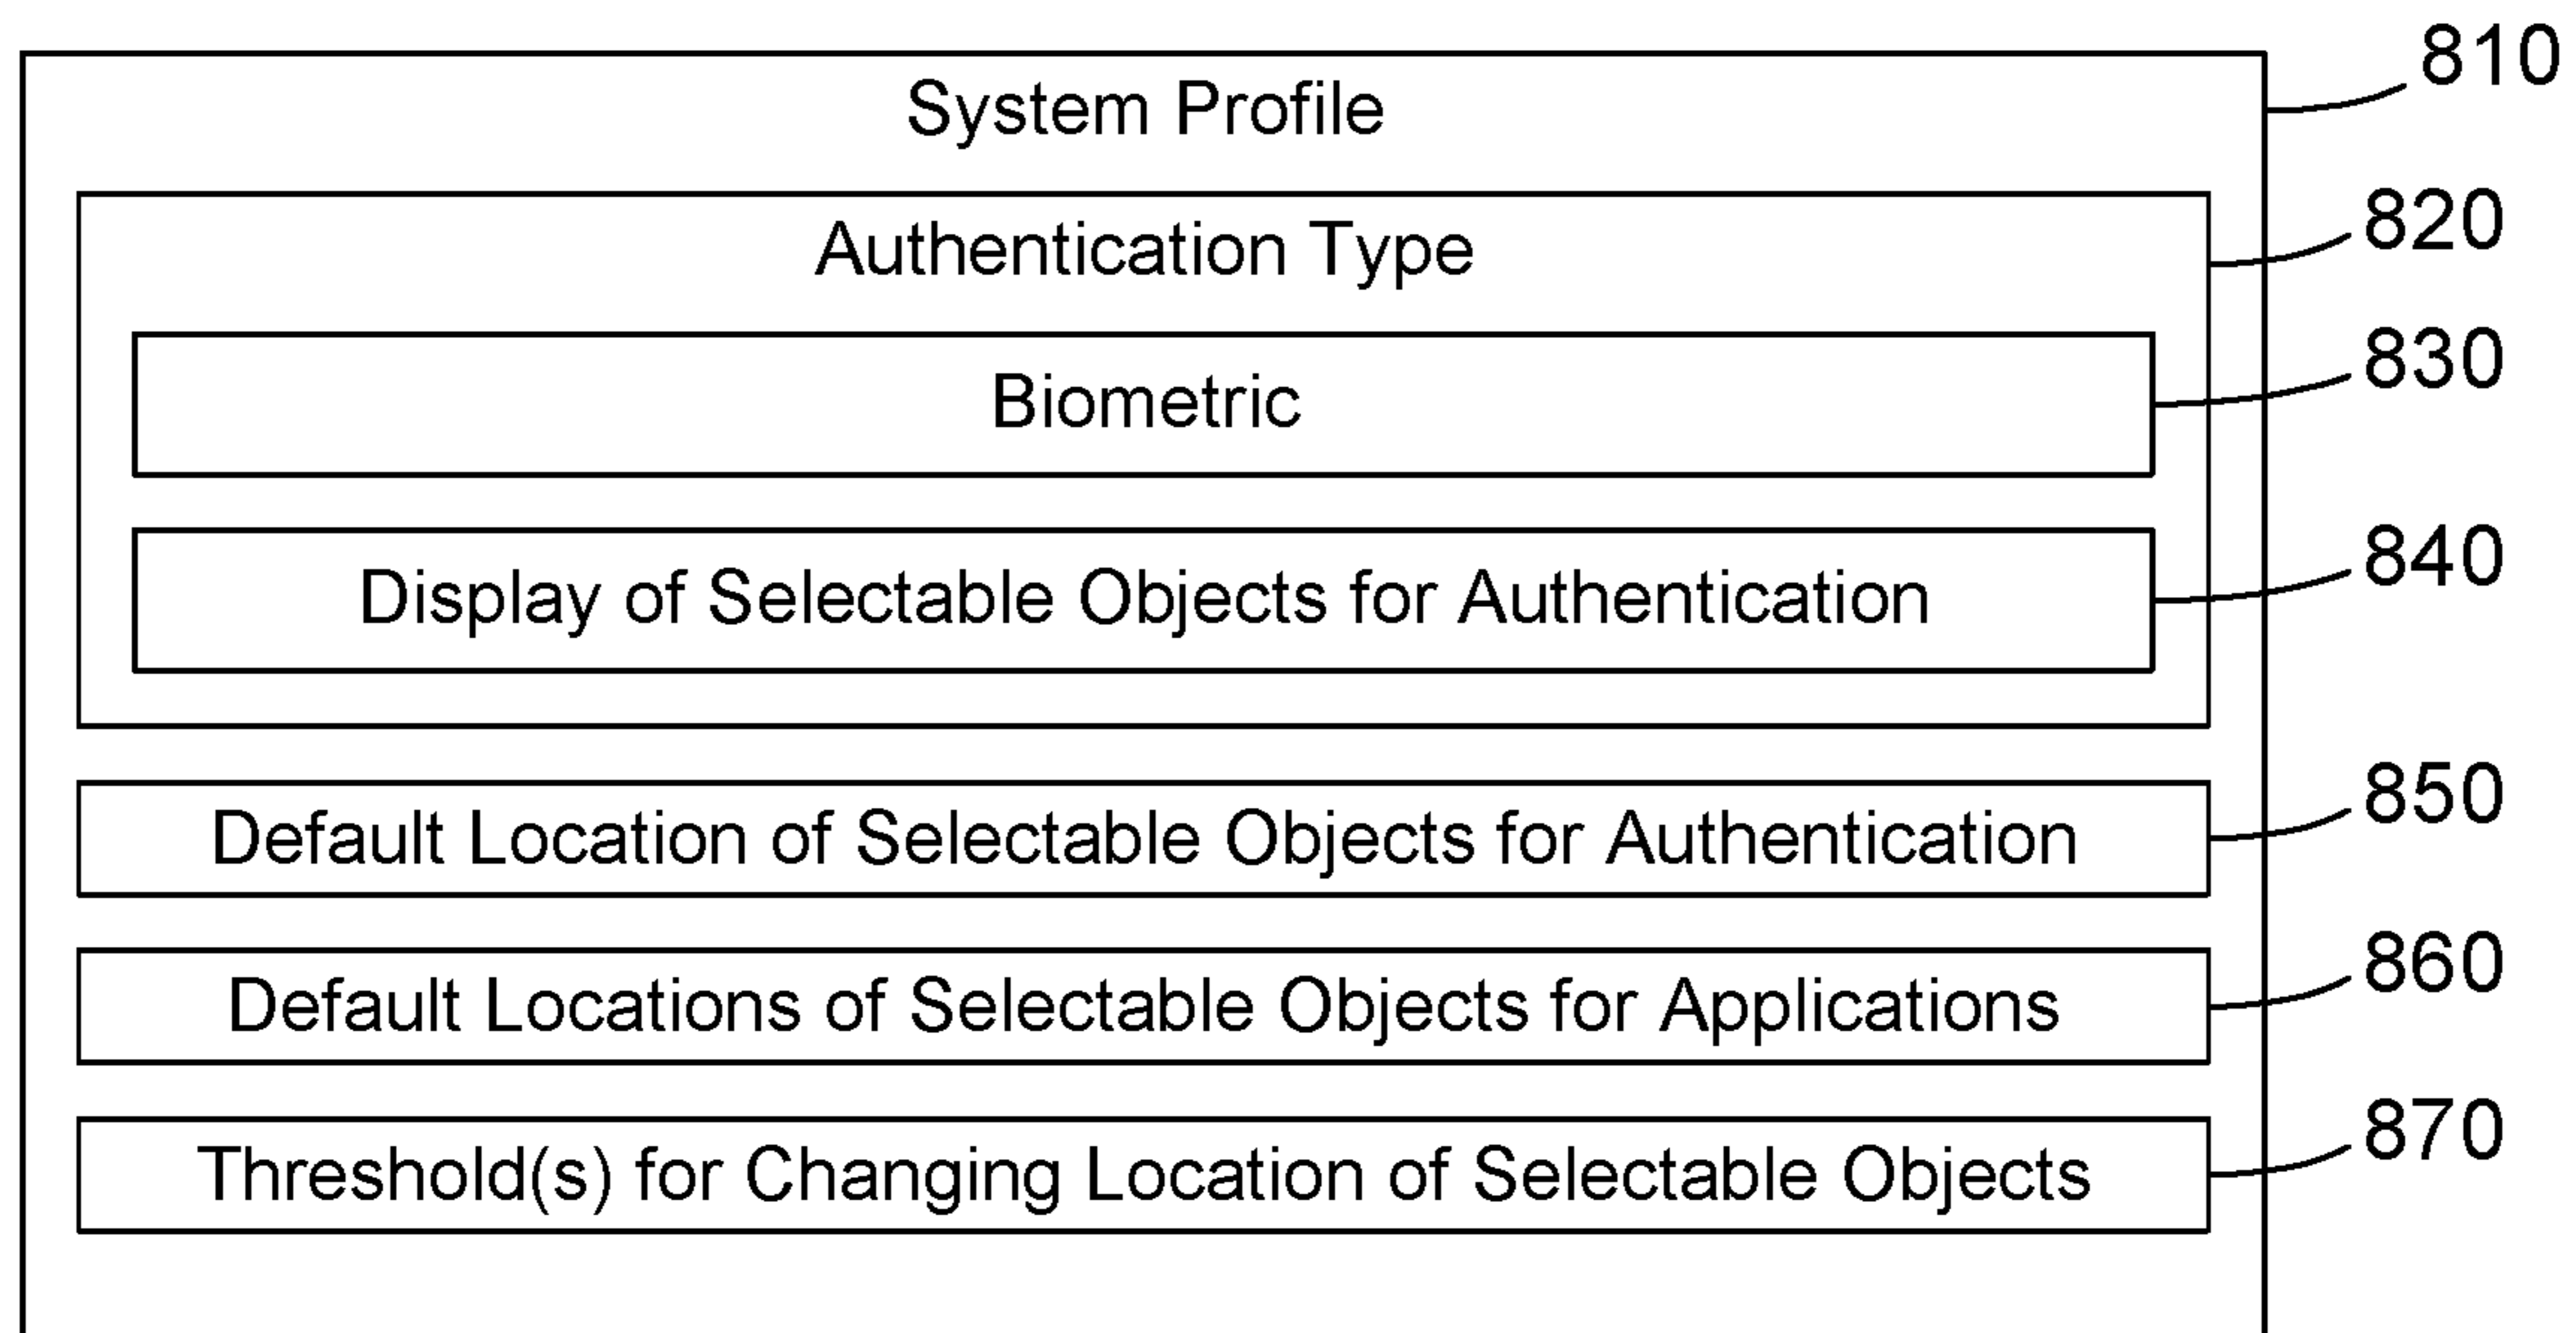 810
System Profile
820
Authentication Type
830
Biometric
840
Display of Selectable Objects for Authentication
850
Default Location of Selectable Objects for Authentication
860
Default Locations of Selectable Objects for Applications
870
Threshold(s) for Changing Location of Selectable Objects